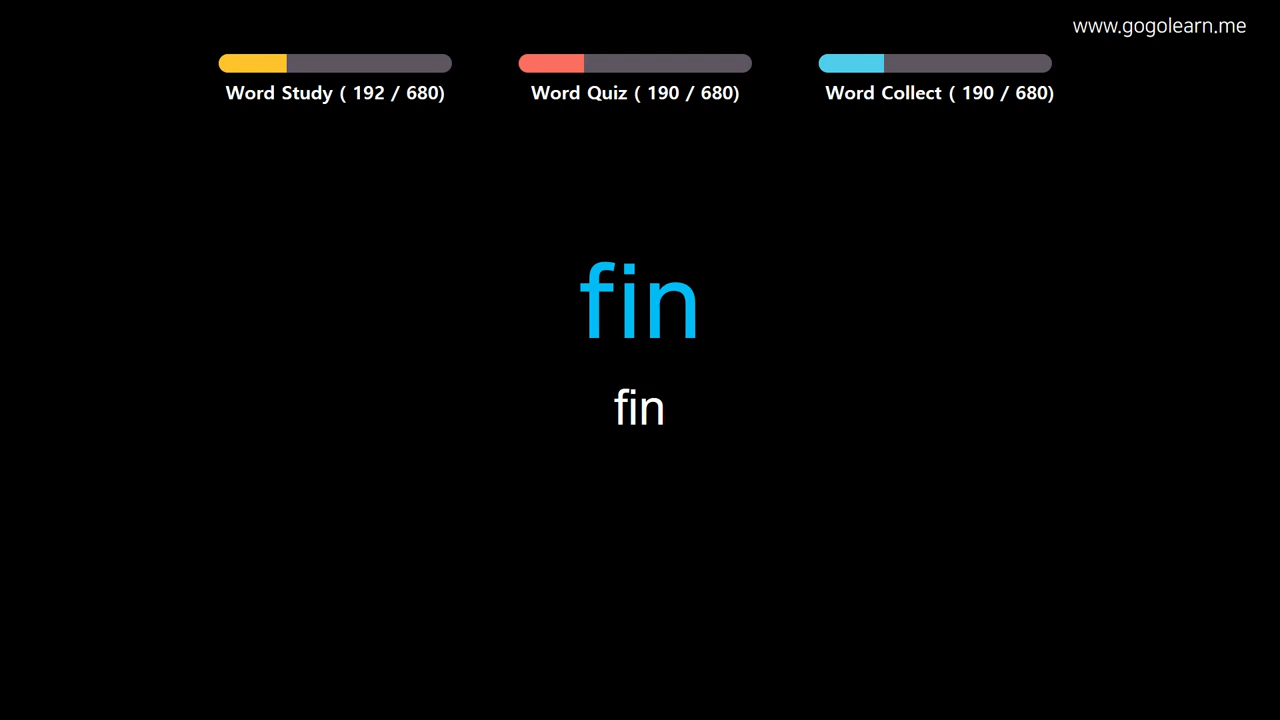 www.gogolearn.me
Word Study ( 192 / 680)
Word Quiz ( 190 / 680)
Word Collect ( 190 / 680)
fin
fin